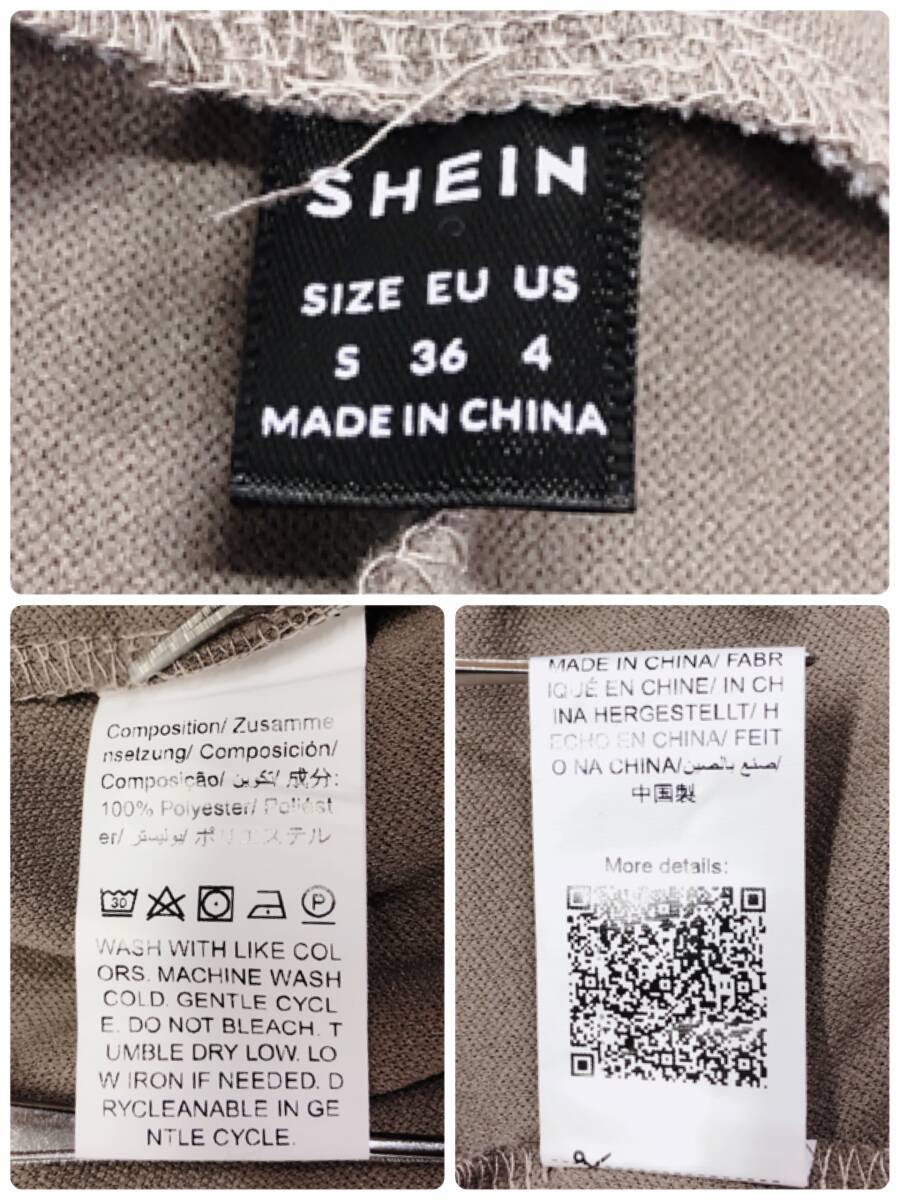 SHEIN
SIZE EU US
S 36 4
MADE IN CHINA
Composition/ Zusamme
nsetzung/ Composición/
Composição/ تكوين/ 成分:
100% Polyester/ Poliést
er/ بوليستر/ ポリエステル
30
P
WASH WITH LIKE COL
ORS. MACHINE WASH
COLD. GENTLE CYCL
E. DO NOT BLEACH. T
UMBLE DRY LOW. LO
W IRON IF NEEDED. D
RYCLEANABLE IN GE
NTLE CYCLE.
MADE IN CHINA/ FABR
IQUÉ EN CHINE/ IN CH
INA HERGESTELLT/ H
ECHO EN CHINA/ FEIT
O NA CHINA/صنع بالصين/
中国製
More details: